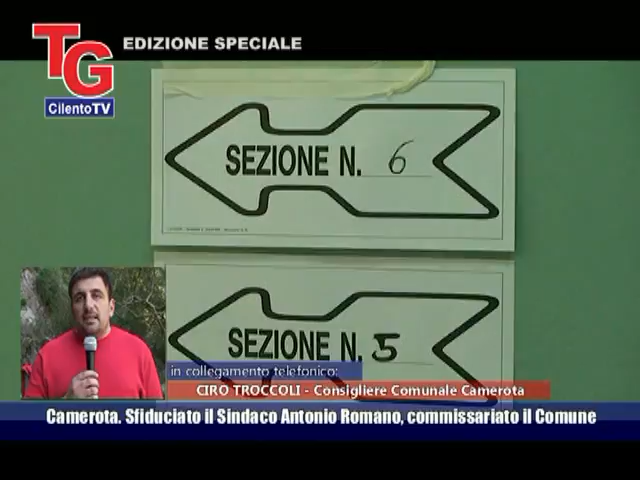 TG
EDIZIONE SPECIALE
CilentoTV
SEZIONE N. 6
SEZIONE N. 5
in collegamento telefonico:
CIRO TROCCOLI - Consigliere Comunale Camerota
Camerota. Sfiduciato il Sindaco Antonio Romano, commissariato il Comune